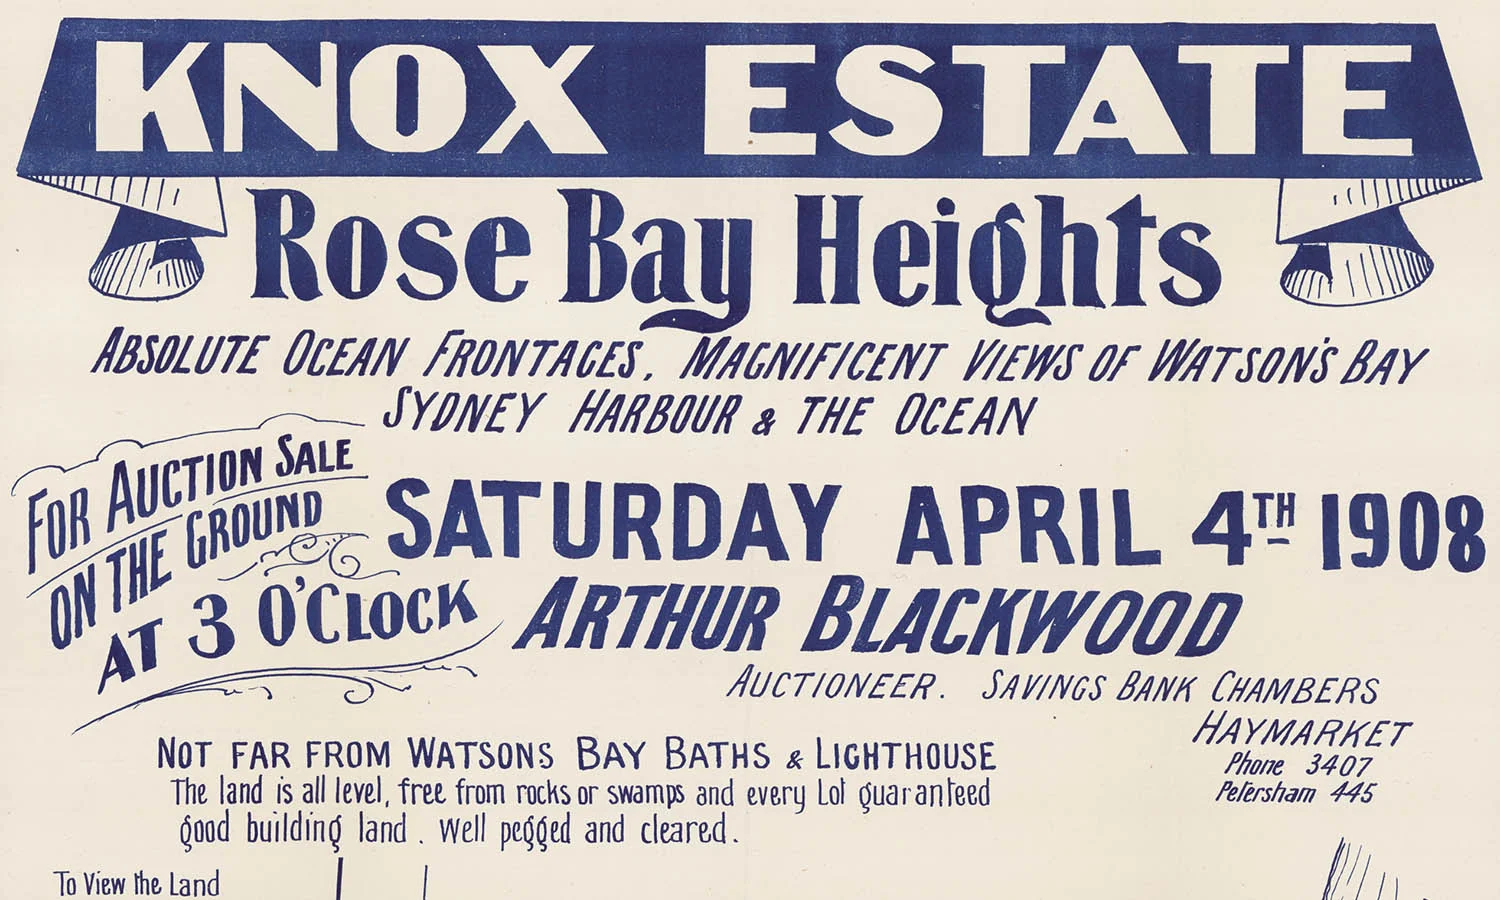 KNOX ESTATE
Rose Bay Heights
ABSOLUTE OCEAN FRONTAGES, MAGNIFICENT VIEWS OF WATSON'S BAY
SYDNEY HARBOUR & THE OCEAN
FOR AUCTION SALE
ON THE GROUND
AT 3 O'CLOCK
SATURDAY APRIL 4TH 1908
ARTHUR BLACKWOOD
AUCTIONEER. SAVINGS BANK CHAMBERS
HAYMARKET
Phone 3407
Petersham 445
NOT FAR FROM WATSONS BAY BATHS & LIGHTHOUSE
The land is all level, free from rocks or swamps and every Lot guaranteed
good building land. Well pegged and cleared.
To View the Land